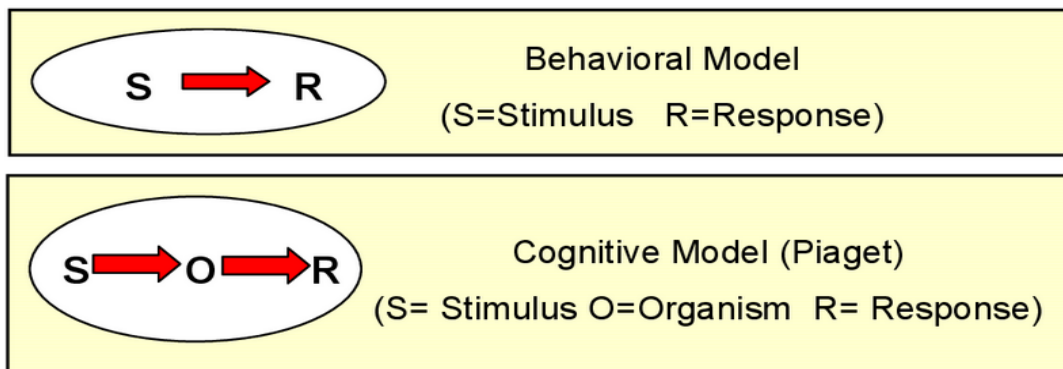 S R
Behavioral Model
(S=Stimulus R=Response)
S O R
Cognitive Model (Piaget)
(S= Stimulus O=Organism R= Response)